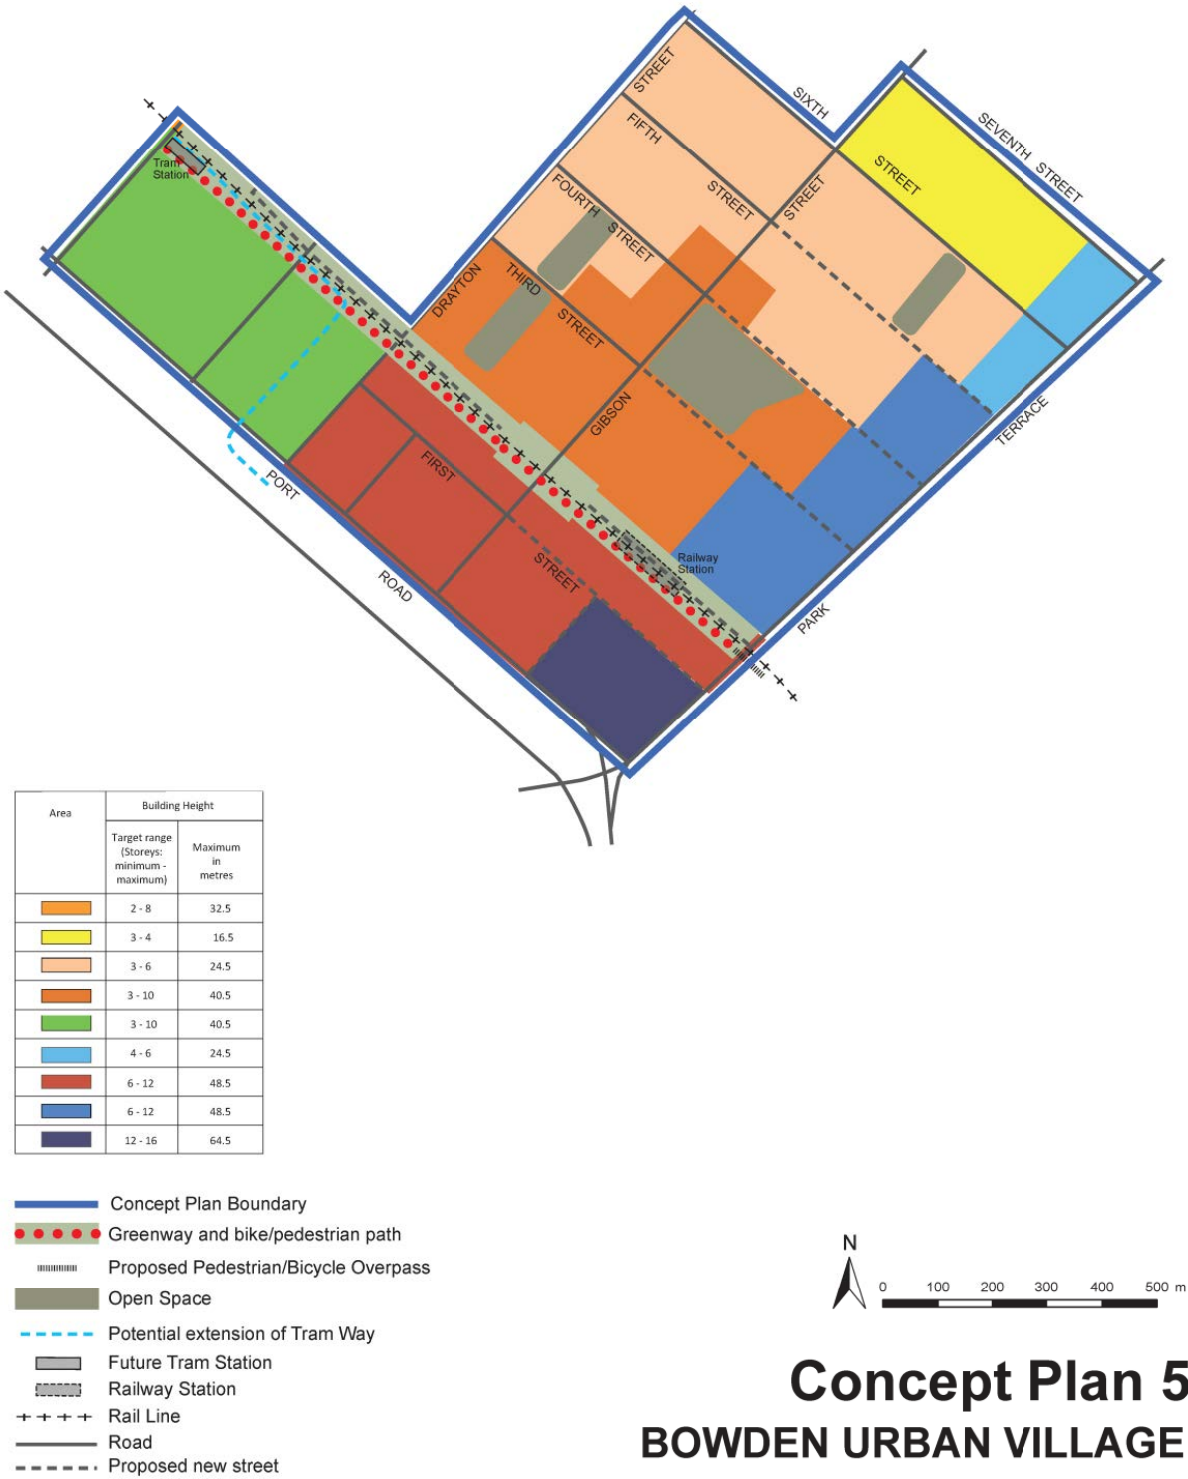 SIXTH
SEVENTH STREET
STREET
FIFTH
STREET
STREET
STREET
FOURTH
STREET
Tram
Station
DRAYTON
THIRD
STREET
GIBSON
TERRACE
FIRST
PORT
STREET
Railway
Station
ROAD
PARK
Area
Building Height
Target range
(Storeys:
minimum -
maximum)
Maximum
in
metres
2 - 8 32.5
3 - 4 16.5
3 - 6 24.5
3 - 10 40.5
3 - 10 40.5
4 - 6 24.5
6 - 12 48.5
6 - 12 48.5
12 - 16 64.5
Concept Plan Boundary
Greenway and bike/pedestrian path
Proposed Pedestrian/Bicycle Overpass
Open Space
Potential extension of Tram Way
Future Tram Station
Railway Station
Rail Line
Road
Proposed new street
N
0 100 200 300 400 500 m
Concept Plan 5
BOWDEN URBAN VILLAGE